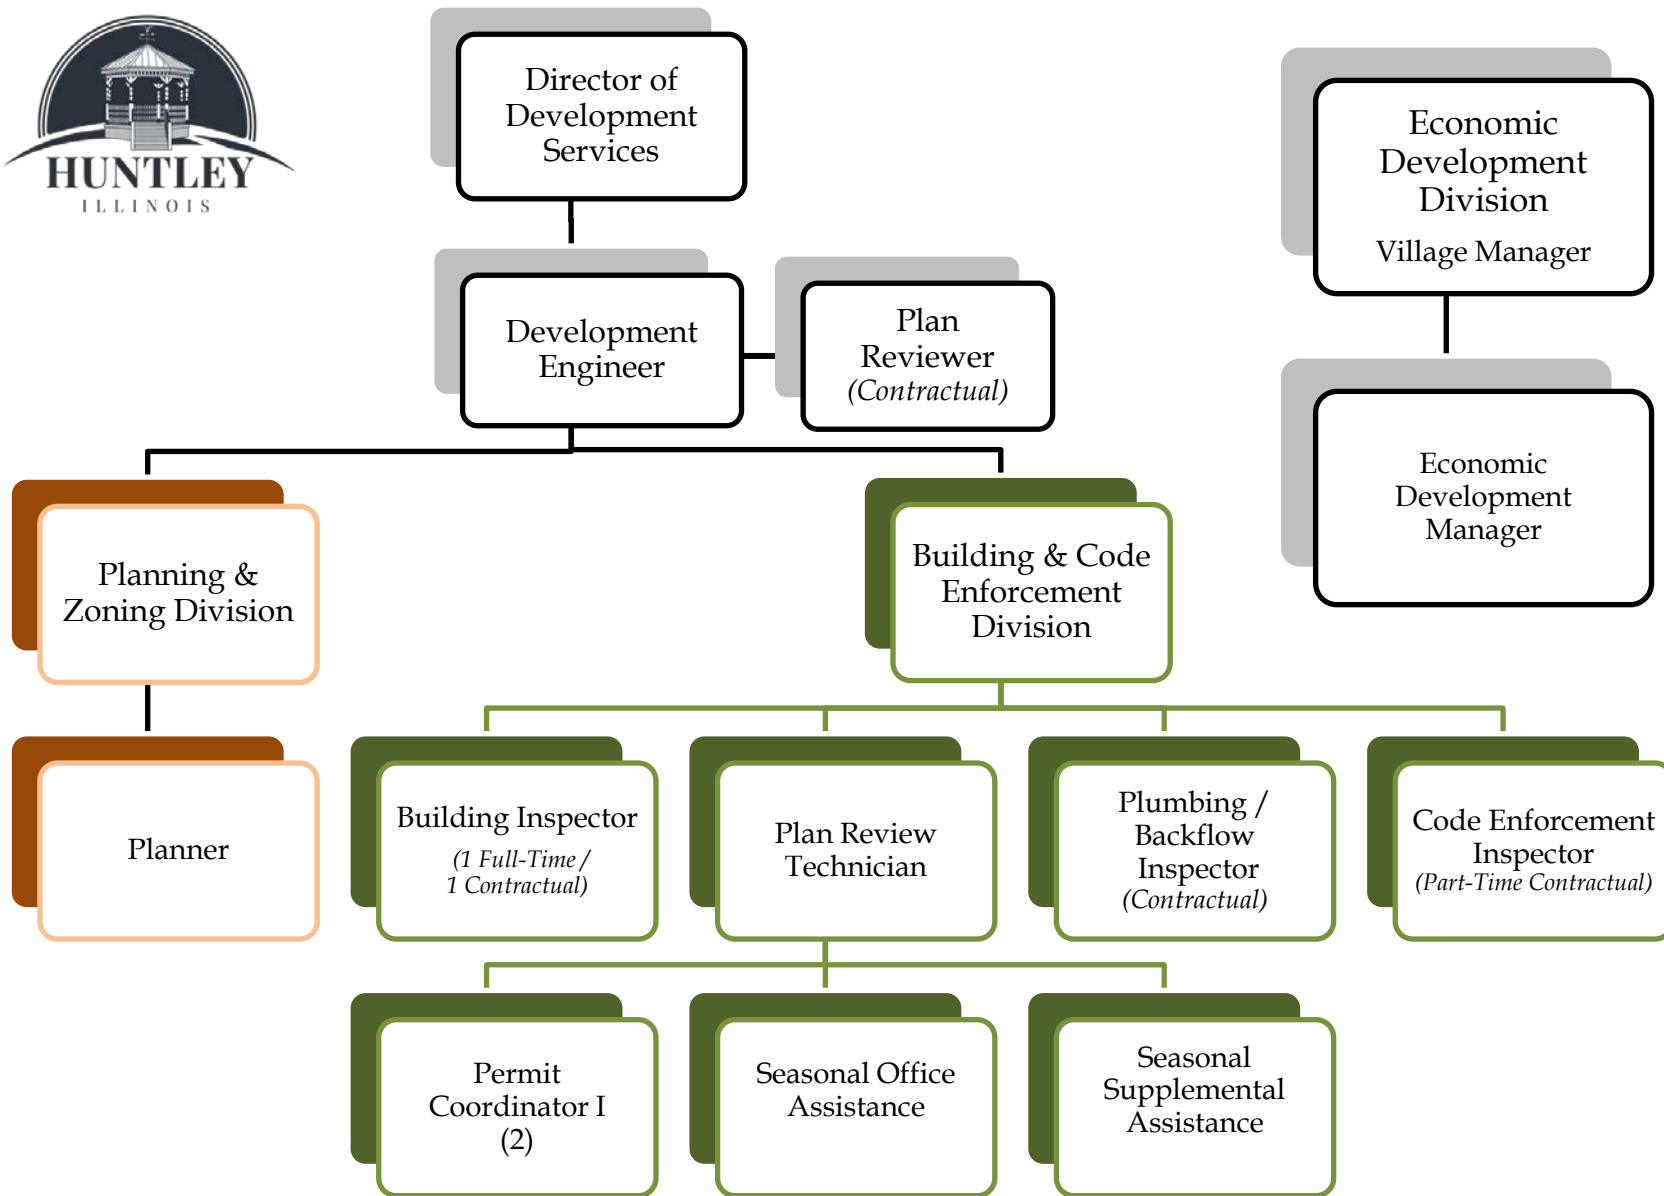 HUNTLEY
ILLINOIS
Director of
Development
Services
Economic
Development
Division
Village Manager
Development
Engineer
Plan
Reviewer
(Contractual)
Economic
Development
Manager
Planning &
Zoning Division
Building & Code
Enforcement
Division
Planner
Building Inspector
(1 Full-Time /
1 Contractual)
Plan Review
Technician
Plumbing /
Backflow
Inspector
(Contractual)
Code Enforcement
Inspector
(Part-Time Contractual)
Permit
Coordinator I
(2)
Seasonal Office
Assistance
Seasonal
Supplemental
Assistance